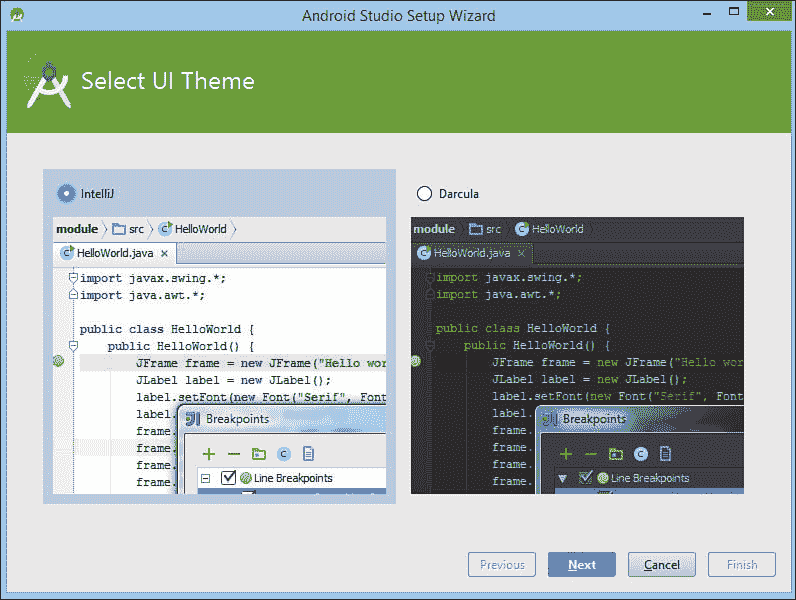 Android Studio Setup Wizard
Select UI Theme
IntelliJ
module src HelloWorld
HelloWorld.java
import javax.swing.*;
import java.awt.*;
public class HelloWorld {
public HelloWorld() {
JFrame frame = new JFrame("Hello wor
JLabel label = new JLabel();
label.setFont(new Font("Serif", Font
label.
frame.
frame.
frame.
frame.
Breakpoints
Line Breakpoints
Darcula
module src HelloWorld
HelloWorld.java
import javax.swing.*;
import java.awt.*;
public class HelloWorld {
public HelloWorld() {
JFrame frame = new JFrame("Hello wor
JLabel label = new JLabel();
label.setFont(new Font("Serif", Font
label.
frame.
frame.
frame.
frame.
Breakpoints
Line Breakpoints
Previous Next Cancel Finish